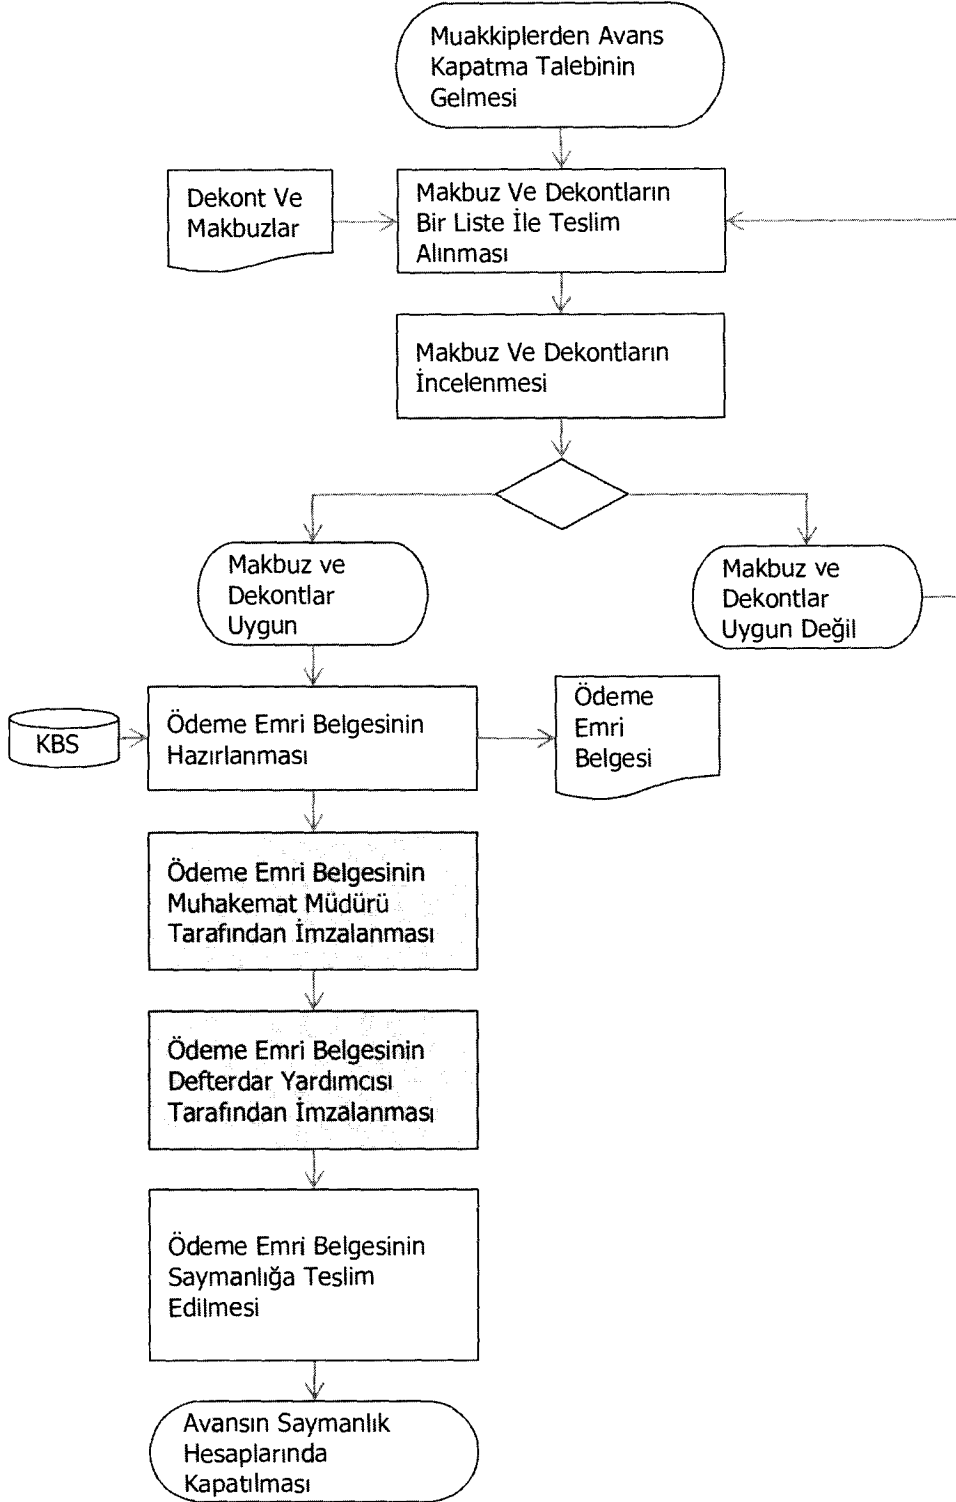 Muakkiplerden Avans
Kapatma Talebinin
Gelmesi
Dekont Ve
Makbuzlar
Makbuz Ve Dekontların
Bir Liste İle Teslim
Alınması
Makbuz Ve Dekontların
İncelenmesi
Makbuz ve
Dekontlar
Uygun
Makbuz ve
Dekontlar
Uygun Değil
KBS
Ödeme Emri Belgesinin
Hazırlanması
Ödeme
Emri
Belgesi
Ödeme Emri Belgesinin
Muhakemat Müdürü
Tarafından İmzalanması
Ödeme Emri Belgesinin
Defterdar Yardımcısı
Tarafından İmzalanması
Ödeme Emri Belgesinin
Saymanlığa Teslim
Edilmesi
Avansın Saymanlık
Hesaplarında
Kapatılması